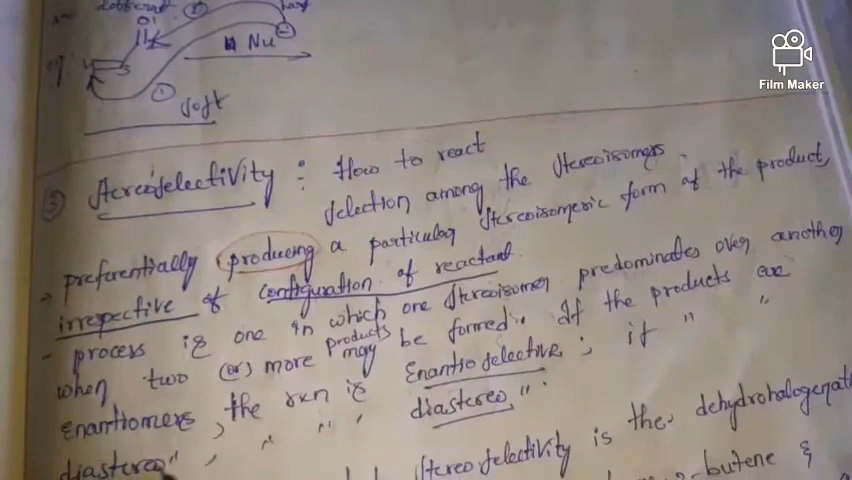 Nu
Film Maker
soft
③ Stereoselectivity : How to react
selection among the stereoisomers
→ preferentially producing a particular stereoisomeric form of the product,
irrespective of configuration of reactant.
- process is one in which one stereoisomer predominates over another
when two (or) more products may be formed. If the products are
enantiomers, the rxn is Enantioselective ; if " "
diastereo " , " " " , diastereo " .
stereoselectivity is the dehydrohalogenat
-butene &